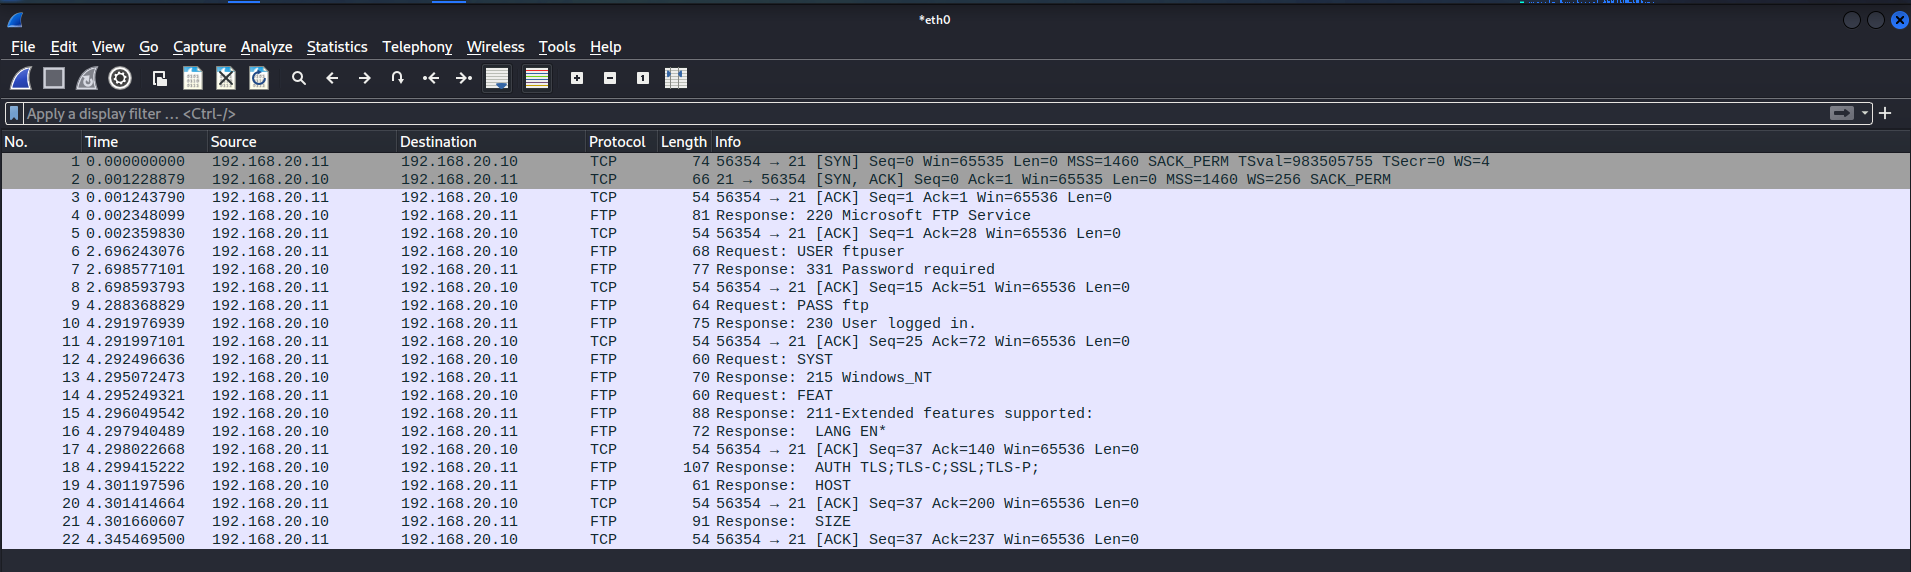 *eth0
File Edit View Go Capture Analyze Statistics Telephony Wireless Tools Help
Apply a display filter … <Ctrl-/>
No. Time Source Destination Protocol Length Info
1 0.000000000 192.168.20.11 192.168.20.10 TCP 74 56354 → 21 [SYN] Seq=0 Win=65535 Len=0 MSS=1460 SACK_PERM TSval=983505755 TSecr=0 WS=4
2 0.001228879 192.168.20.10 192.168.20.11 TCP 66 21 → 56354 [SYN, ACK] Seq=0 Ack=1 Win=65535 Len=0 MSS=1460 WS=256 SACK_PERM
3 0.001243790 192.168.20.11 192.168.20.10 TCP 54 56354 → 21 [ACK] Seq=1 Ack=1 Win=65536 Len=0
4 0.002348099 192.168.20.10 192.168.20.11 FTP 81 Response: 220 Microsoft FTP Service
5 0.002359830 192.168.20.11 192.168.20.10 TCP 54 56354 → 21 [ACK] Seq=1 Ack=28 Win=65536 Len=0
6 2.696243076 192.168.20.11 192.168.20.10 FTP 68 Request: USER ftpuser
7 2.698577101 192.168.20.10 192.168.20.11 FTP 77 Response: 331 Password required
8 2.698593793 192.168.20.11 192.168.20.10 TCP 54 56354 → 21 [ACK] Seq=15 Ack=51 Win=65536 Len=0
9 4.288368829 192.168.20.11 192.168.20.10 FTP 64 Request: PASS ftp
10 4.291976939 192.168.20.10 192.168.20.11 FTP 75 Response: 230 User logged in.
11 4.291997101 192.168.20.11 192.168.20.10 TCP 54 56354 → 21 [ACK] Seq=25 Ack=72 Win=65536 Len=0
12 4.292496636 192.168.20.11 192.168.20.10 FTP 60 Request: SYST
13 4.295072473 192.168.20.10 192.168.20.11 FTP 70 Response: 215 Windows_NT
14 4.295249321 192.168.20.11 192.168.20.10 FTP 60 Request: FEAT
15 4.296049542 192.168.20.10 192.168.20.11 FTP 88 Response: 211-Extended features supported:
16 4.297940489 192.168.20.10 192.168.20.11 FTP 72 Response:  LANG EN*
17 4.298022668 192.168.20.11 192.168.20.10 TCP 54 56354 → 21 [ACK] Seq=37 Ack=140 Win=65536 Len=0
18 4.299415222 192.168.20.10 192.168.20.11 FTP 107 Response:  AUTH TLS;TLS-C;SSL;TLS-P;
19 4.301197596 192.168.20.10 192.168.20.11 FTP 61 Response:  HOST
20 4.301414664 192.168.20.11 192.168.20.10 TCP 54 56354 → 21 [ACK] Seq=37 Ack=200 Win=65536 Len=0
21 4.301660607 192.168.20.10 192.168.20.11 FTP 91 Response:  SIZE
22 4.345469500 192.168.20.11 192.168.20.10 TCP 54 56354 → 21 [ACK] Seq=37 Ack=237 Win=65536 Len=0